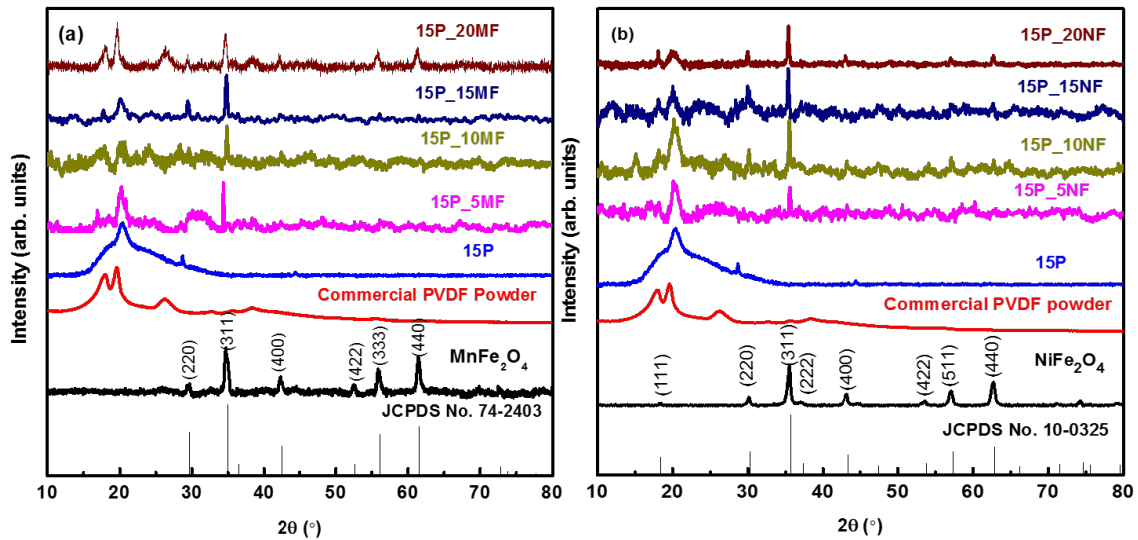 (a)
15P_20MF
15P_15MF
15P_10MF
15P_5MF
15P
Commercial PVDF Powder
(220)
(311)
(400)
(422)
(333)
(440)
MnFe2O4
JCPDS No. 74-2403
10 20 30 40 50 60 70 80
2θ (°)
Intensity (arb. units)
(b)
15P_20NF
15P_15NF
15P_10NF
15P_5NF
15P
Commercial PVDF powder
(111)
(220)
(311)
(222)
(400)
(422)
(511)
(440)
NiFe2O4
JCPDS No. 10-0325
10 20 30 40 50 60 70 80
2θ (°)
Intensity (arb. units)